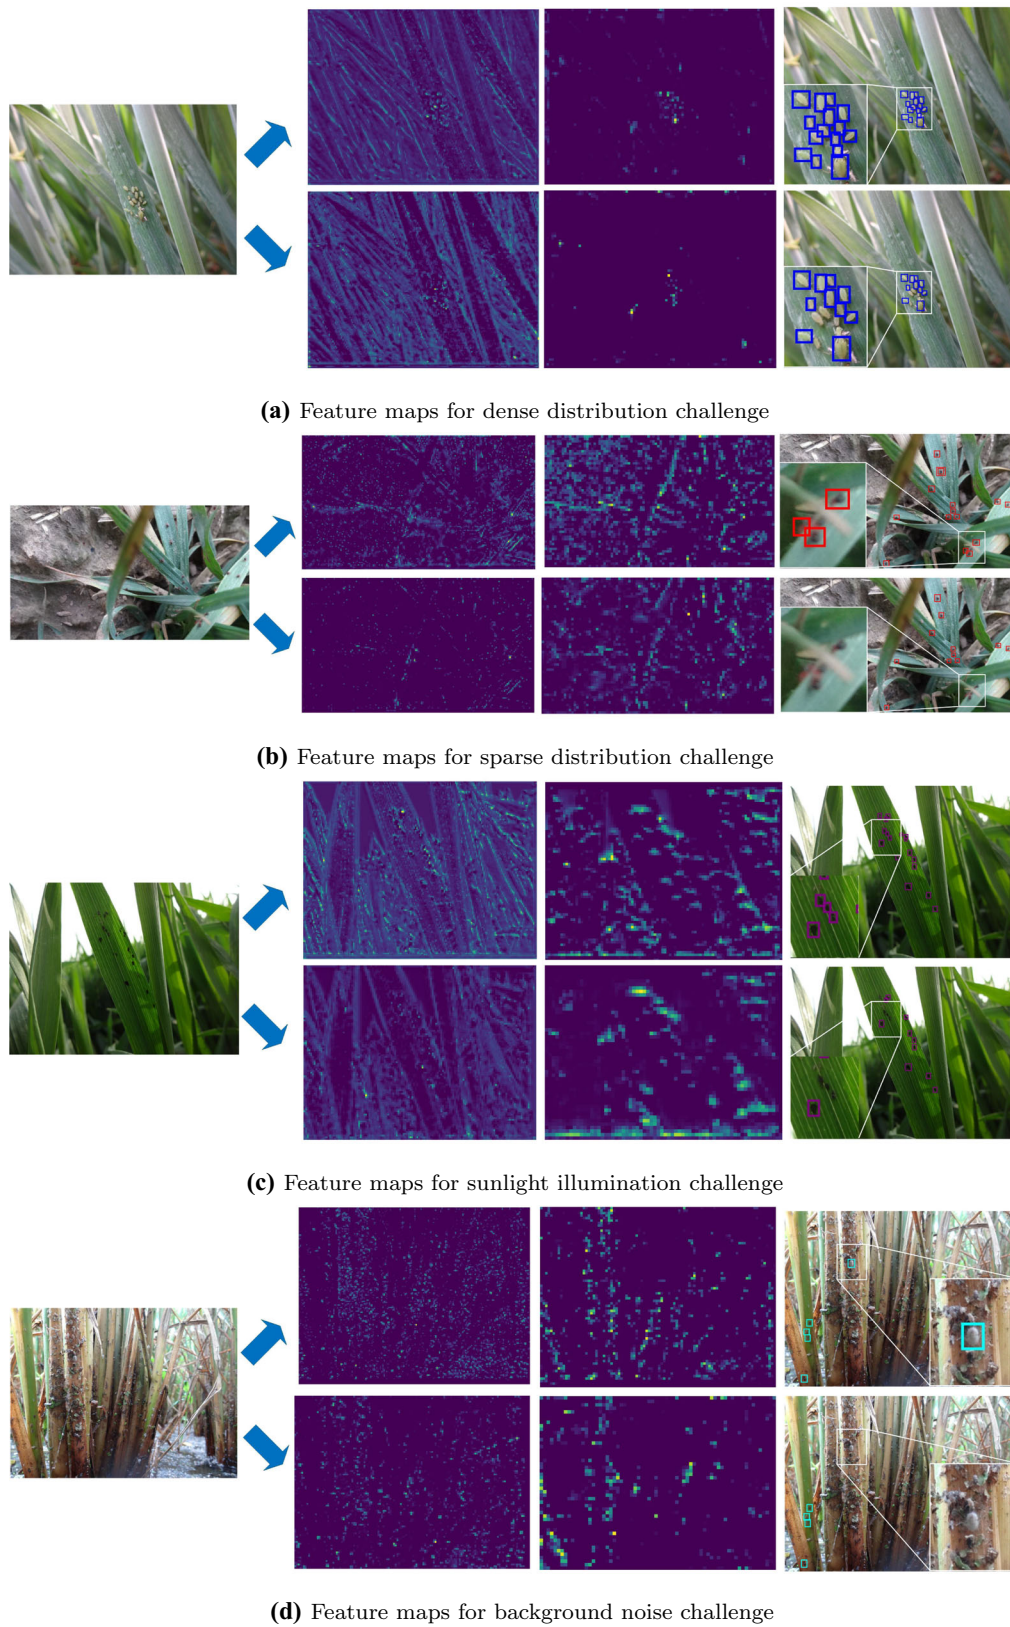 (a) Feature maps for dense distribution challenge
(b) Feature maps for sparse distribution challenge
(c) Feature maps for sunlight illumination challenge
(d) Feature maps for background noise challenge